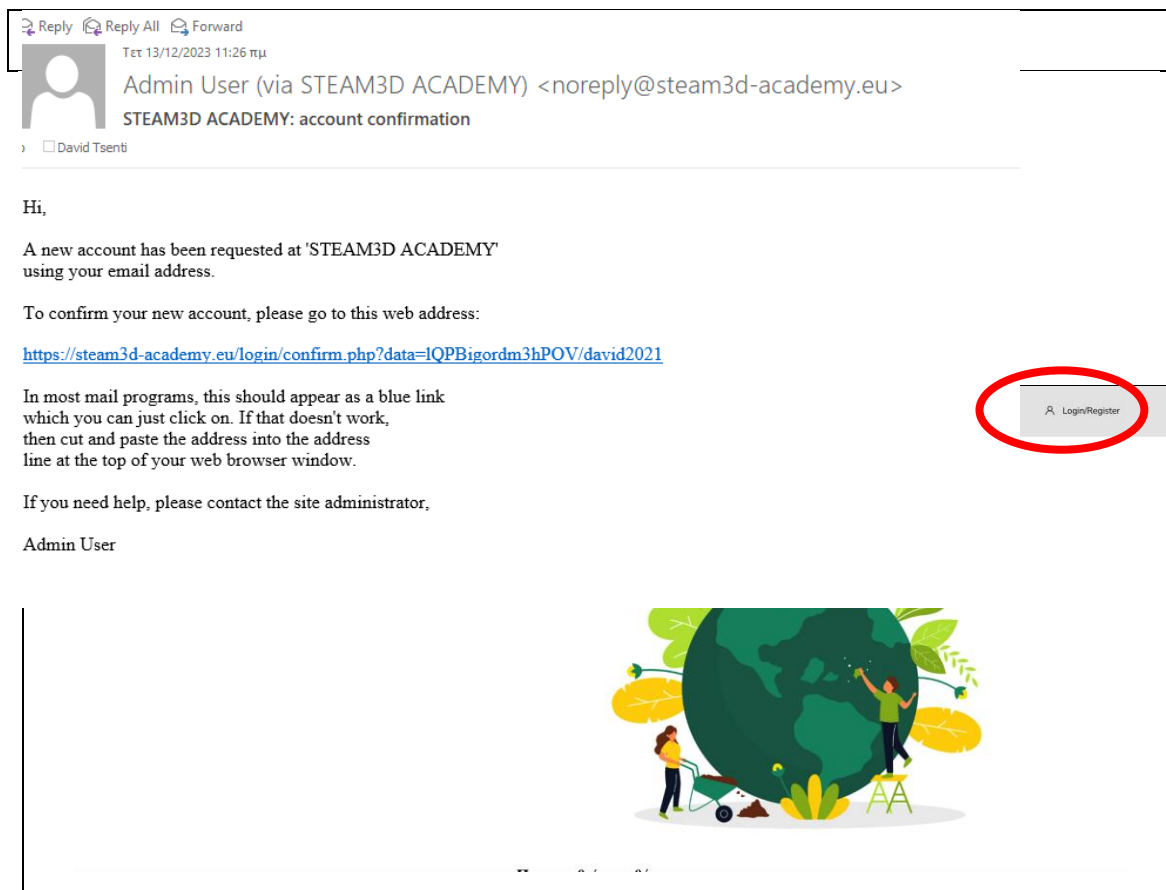 Reply Reply All Forward
Τετ 13/12/2023 11:26 πμ
Admin User (via STEAM3D ACADEMY) <noreply@steam3d-academy.eu>
STEAM3D ACADEMY: account confirmation
David Tsenti
Hi,
A new account has been requested at 'STEAM3D ACADEMY'
using your email address.
To confirm your new account, please go to this web address:
https://steam3d-academy.eu/login/confirm.php?data=lQPBigordm3hPOV/david2021
In most mail programs, this should appear as a blue link
which you can just click on. If that doesn't work,
then cut and paste the address into the address
line at the top of your web browser window.
If you need help, please contact the site administrator,
Admin User
Login/Register